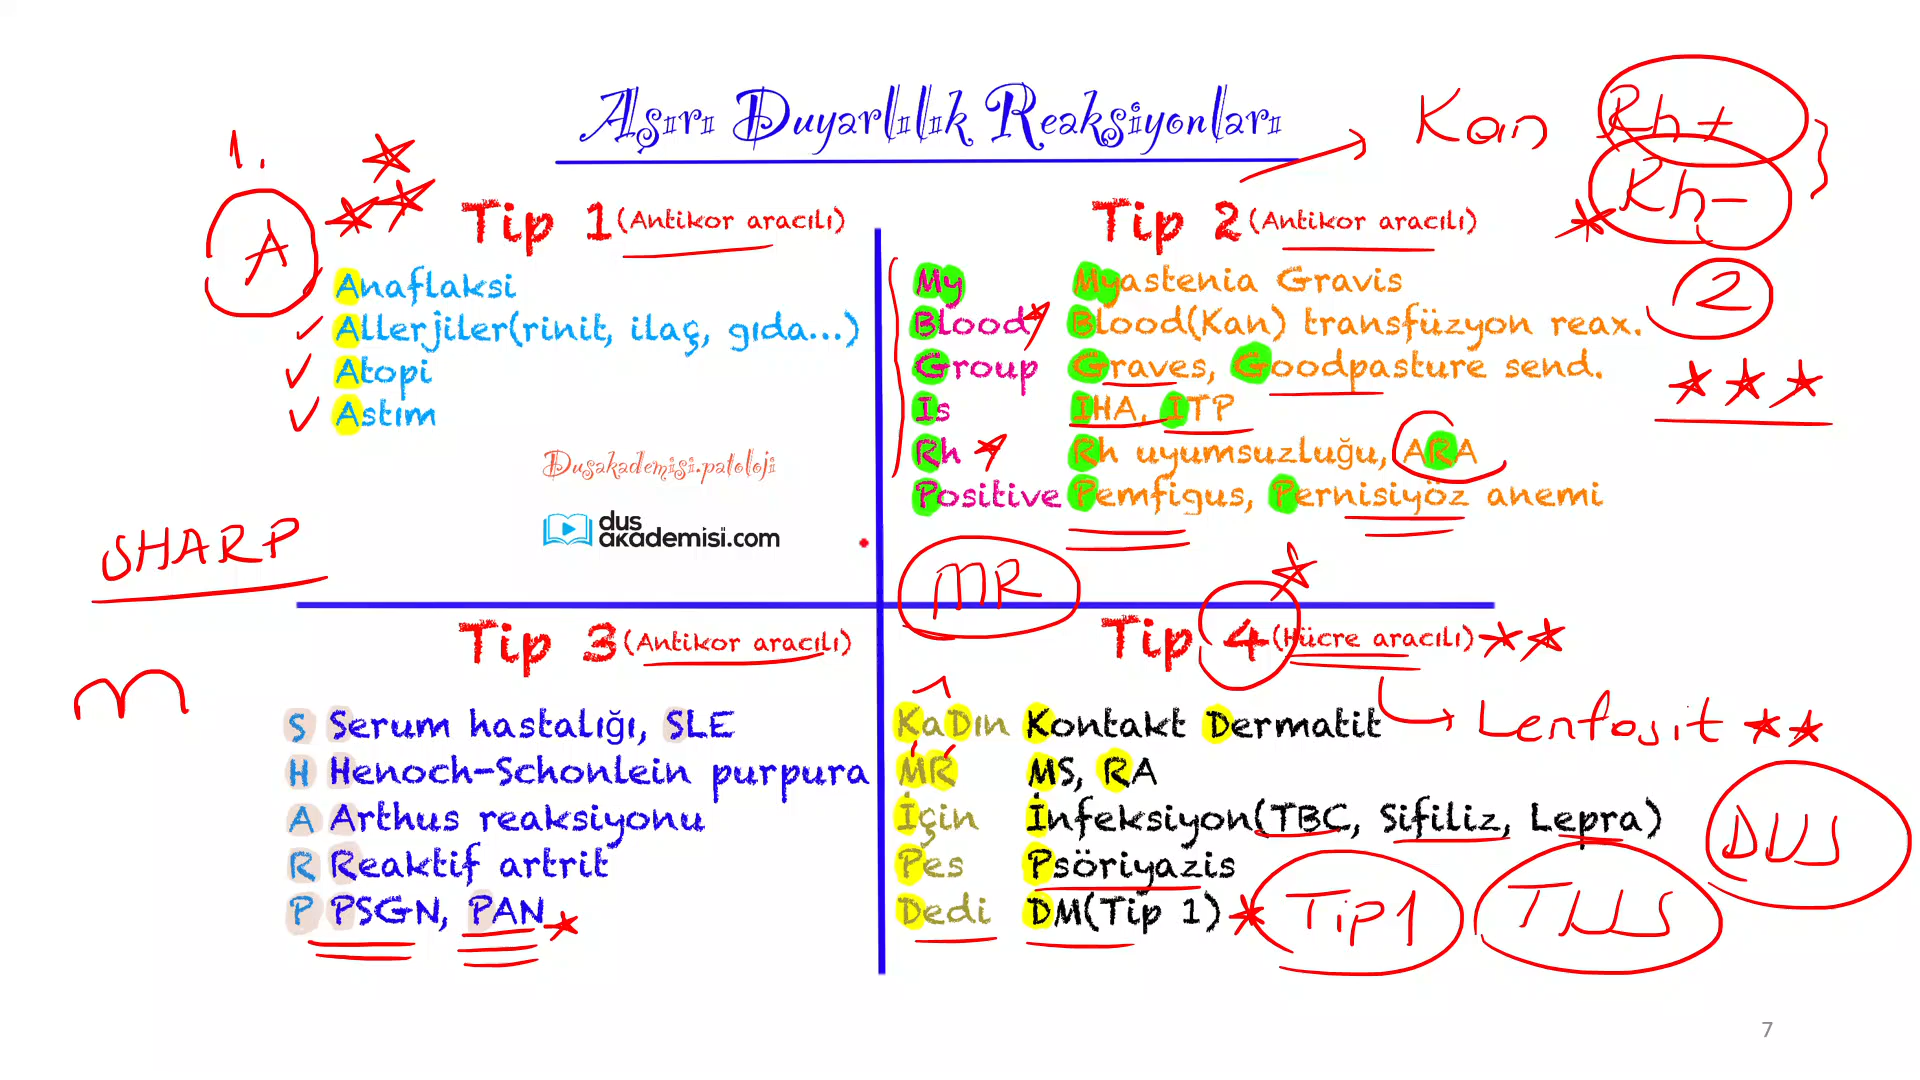 Aşırı Duyarlılık Reaksiyonları
Kan Rh+
Rh-
1.
A
Tip 1 (Antikor aracılı)
Anaflaksi
Allerjiler(rinit, ilaç, gıda...)
Atopi
Astım
Dusakademisi.patoloji
dus
akademisi.com
Tip 2 (Antikor aracılı)
2
My Myastenia Gravis
Blood Blood(Kan) transfüzyon reax.
Group Graves, Goodpasture send.
Is IHA, ITP
Rh Rh uyumsuzluğu, ARA
Positive Pemfigus, Pernisiyöz anemi
SHARP
MR
Tip 3 (Antikor aracılı)
S Serum hastalığı, SLE
H Henoch-Schonlein purpura
A Arthus reaksiyonu
R Reaktif artrit
P PSGN, PAN
Tip 4 (Hücre aracılı)
Lenfosit
KaDın Kontakt Dermatit
MR MS, RA
İçin İnfeksiyon(TBC, Sifiliz, Lepra)
Pes Psöriyazis
Dedi DM(Tip 1)
Tip1
TUS
DUS
7